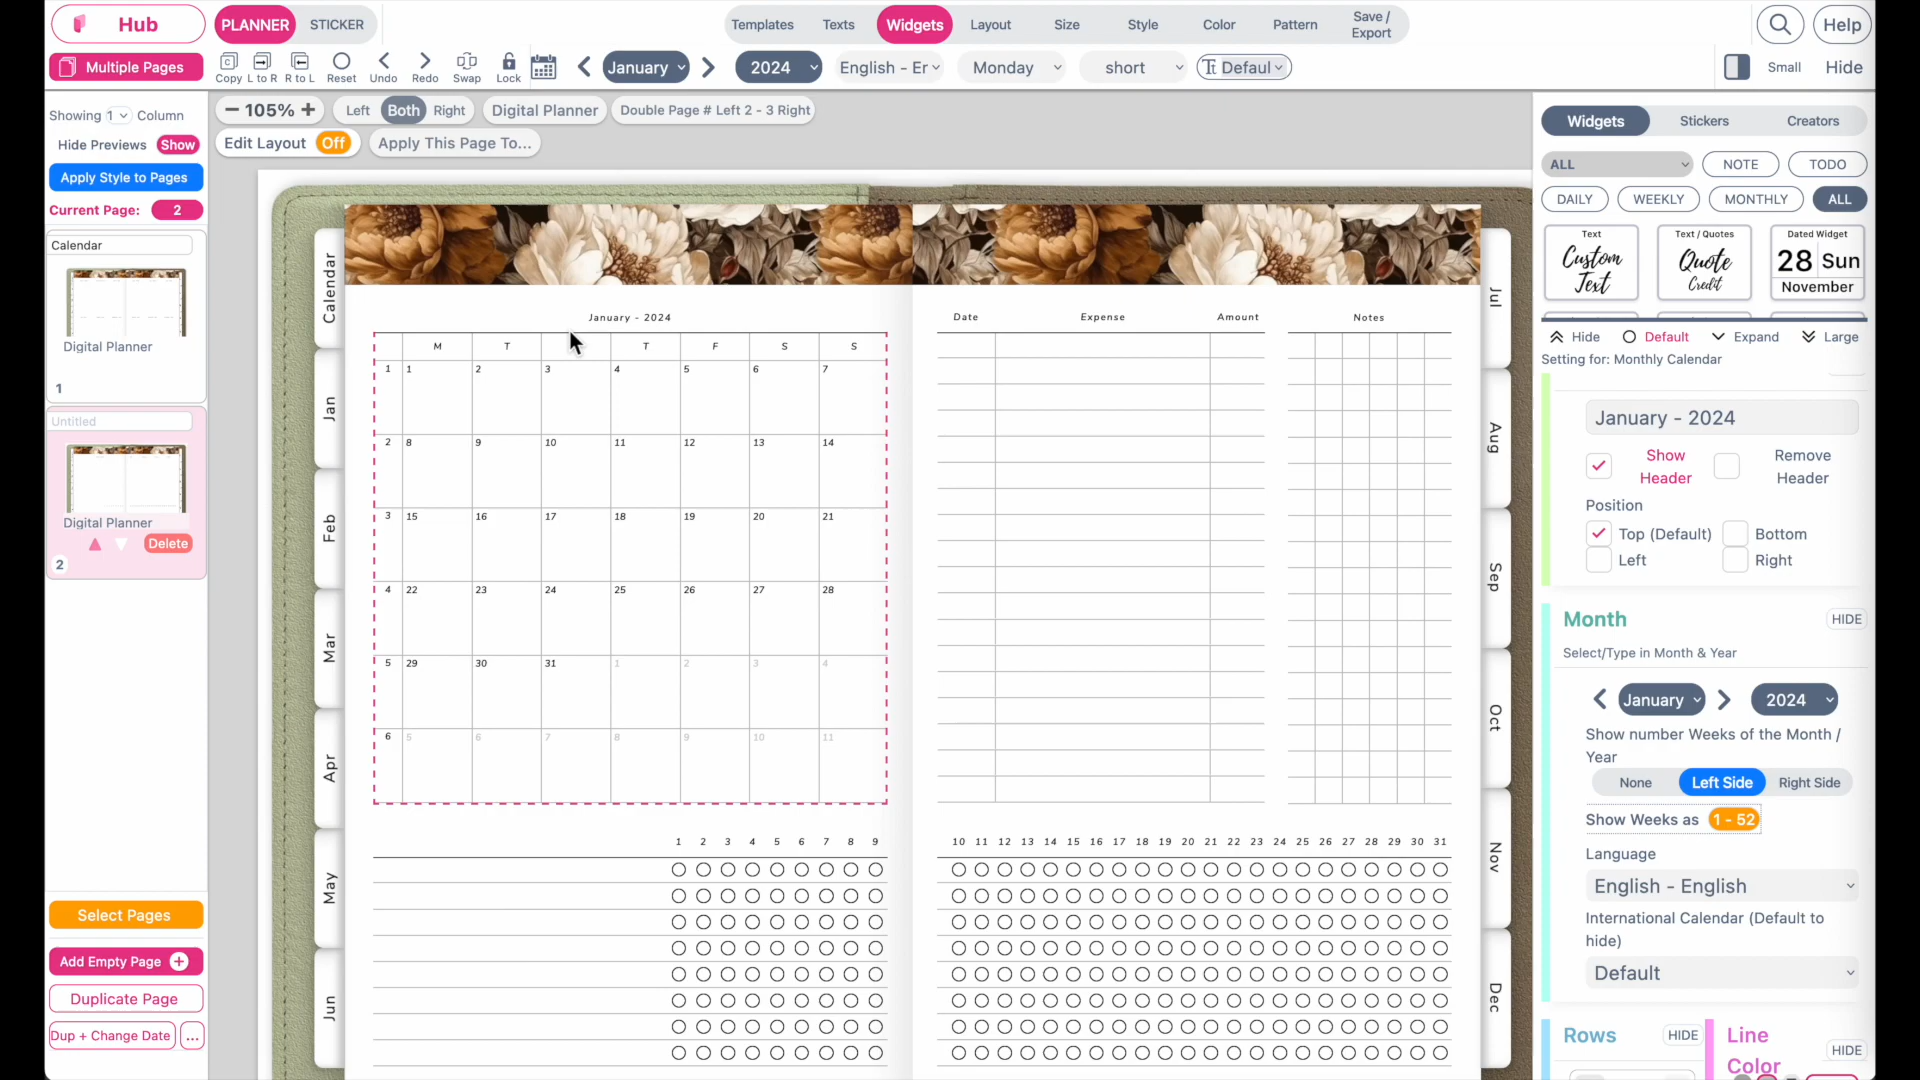 Hub
PLANNER
STICKER
Templates
Texts
Widgets
Layout
Size
Style
Color
Pattern
Save /
Export
Help
Multiple Pages
Copy
L to R
R to L
Reset
Undo
Redo
Swap
Lock
January
2024
English - Er
Monday
short
Tt Defaul
Small
Hide
Showing 1 Column
Hide Previews Show
Apply Style to Pages
Current Page: 2
Calendar
Digital Planner
1
Untitled
Digital Planner
Delete
2
Select Pages
Add Empty Page +
Duplicate Page
Dup + Change Date
...
105%
Left
Both
Right
Digital Planner
Double Page # Left 2 - 3 Right
Edit Layout Off
Apply This Page To...
Calendar
Jan
Feb
Mar
Apr
May
Jun
January - 2024
M T T F S S
1 1 2 3 4 5 6 7
2 8 9 10 11 12 13 14
3 15 16 17 18 19 20 21
4 22 23 24 25 26 27 28
5 29 30 31 1 2 3 4
6 5 6 7 8 9 10 11
1 2 3 4 5 6 7 8 9
Date Expense Amount
Notes
10 11 12 13 14 15 16 17 18 19 20 21 22 23 24 25 26 27 28 29 30 31
Jul
Aug
Sep
Oct
Nov
Dec
Widgets
Stickers
Creators
ALL
NOTE
TODO
DAILY
WEEKLY
MONTHLY
ALL
Text
Custom
Text
Text / Quotes
Quote
Credit
Dated Widget
28 Sun
November
Hide
Default
Expand
Large
Setting for: Monthly Calendar
January - 2024
Show
Header
Remove
Header
Position
Top (Default)
Bottom
Left
Right
Month
HIDE
Select/Type in Month & Year
January
2024
Show number Weeks of the Month /
Year
None
Left Side
Right Side
Show Weeks as 1 - 52
Language
English - English
International Calendar (Default to
hide)
Default
Rows
HIDE
Line
Color
HIDE